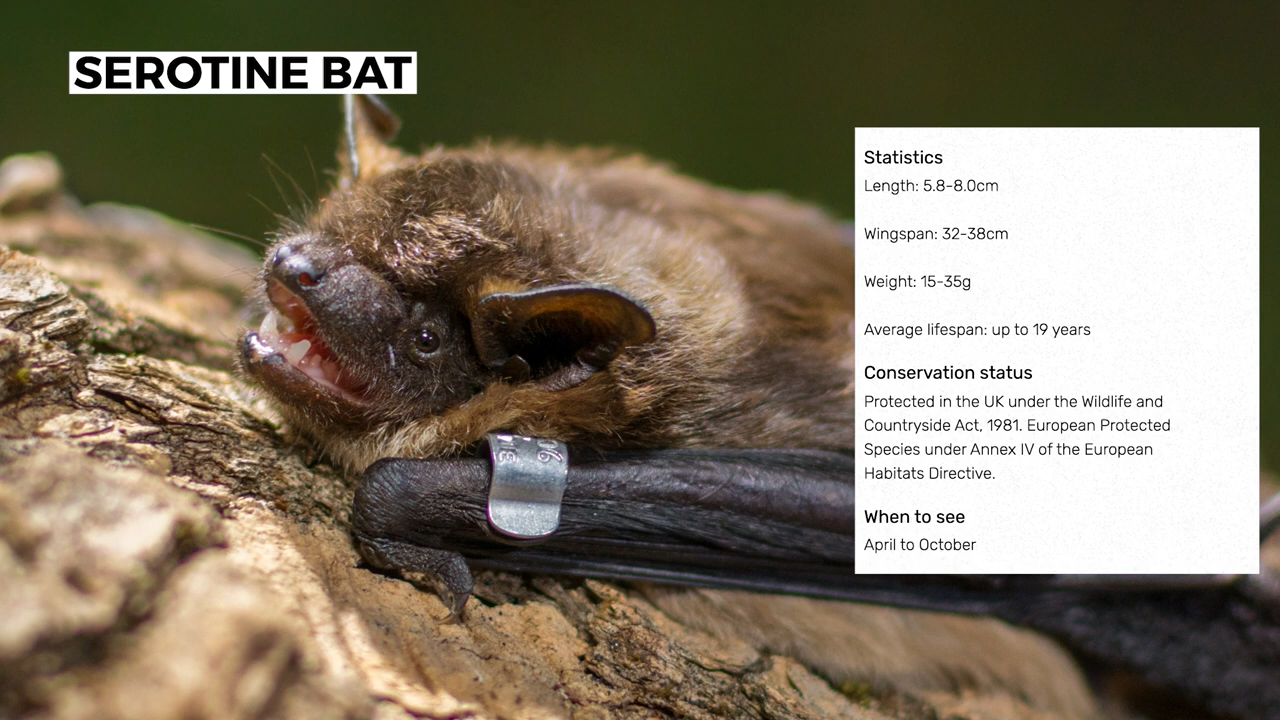 SEROTINE BAT
Statistics
Length: 5.8-8.0cm
Wingspan: 32-38cm
Weight: 15-35g
Average lifespan: up to 19 years
Conservation status
Protected in the UK under the Wildlife and
Countryside Act, 1981. European Protected
Species under Annex IV of the European
Habitats Directive.
When to see
April to October